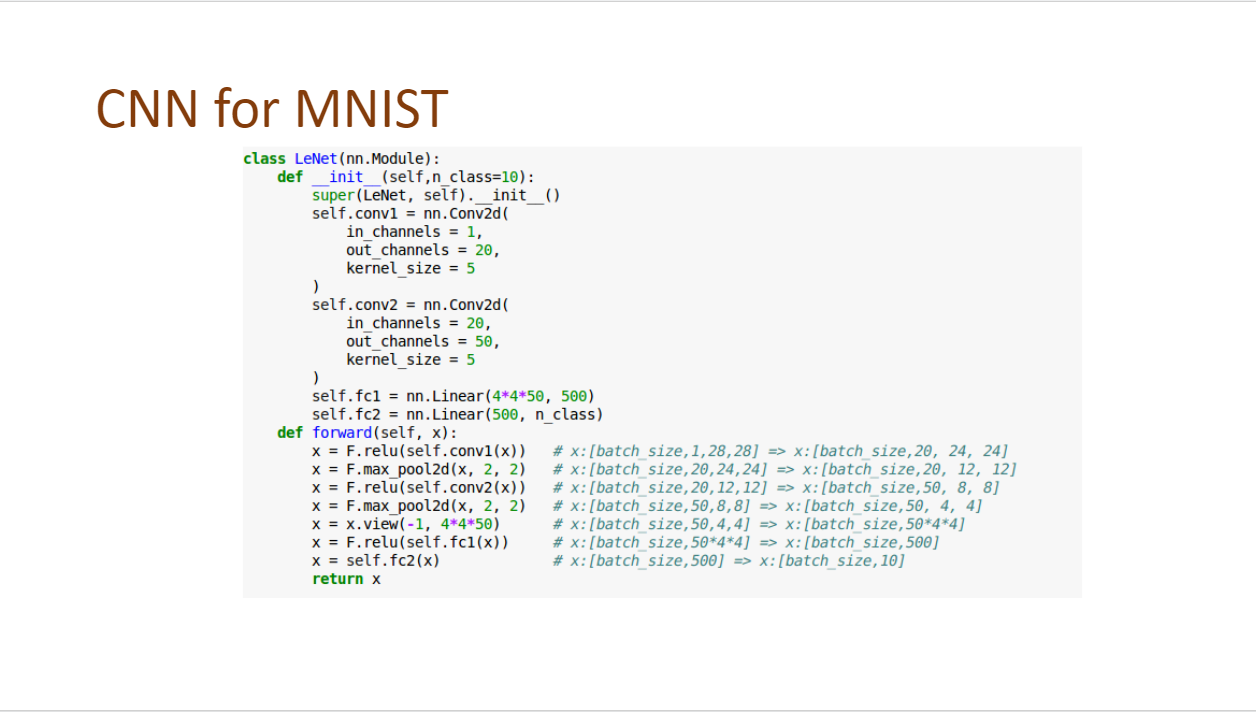 CNN for MNIST
class LeNet(nn.Module):
    def __init__(self,n_class=10):
        super(LeNet, self).__init__()
        self.conv1 = nn.Conv2d(
            in_channels = 1,
            out_channels = 20,
            kernel_size = 5
        )
        self.conv2 = nn.Conv2d(
            in_channels = 20,
            out_channels = 50,
            kernel_size = 5
        )
        self.fc1 = nn.Linear(4*4*50, 500)
        self.fc2 = nn.Linear(500, n_class)
    def forward(self, x):
        x = F.relu(self.conv1(x))   # x:[batch_size,1,28,28] => x:[batch_size,20, 24, 24]
        x = F.max_pool2d(x, 2, 2)   # x:[batch_size,20,24,24] => x:[batch_size,20, 12, 12]
        x = F.relu(self.conv2(x))   # x:[batch_size,20,12,12] => x:[batch_size,50, 8, 8]
        x = F.max_pool2d(x, 2, 2)   # x:[batch_size,50,8,8] => x:[batch_size,50, 4, 4]
        x = x.view(-1, 4*4*50)      # x:[batch_size,50,4,4] => x:[batch_size,50*4*4]
        x = F.relu(self.fc1(x))     # x:[batch_size,50*4*4] => x:[batch_size,500]
        x = self.fc2(x)             # x:[batch_size,500] => x:[batch_size,10]
        return x